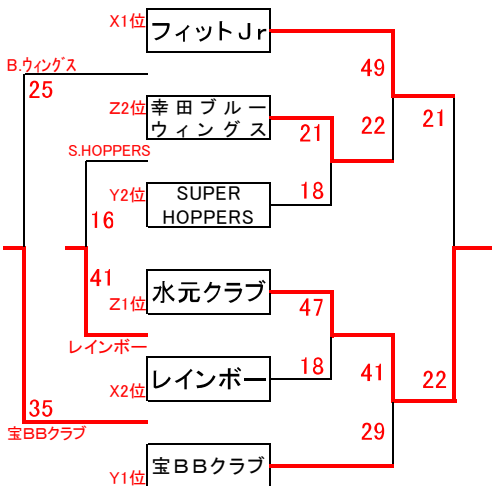 X1位
フィットJr
B.ウィングス
49
25
Z2位
幸田ブルー
ウィングス
21
22
21
S.HOPPERS
Y2位
SUPER
HOPPERS
18
16
41
Z1位
水元クラブ
47
レインボー
18
41
22
X2位
レインボー
35
宝BBクラブ
29
Y1位
宝BBクラブ